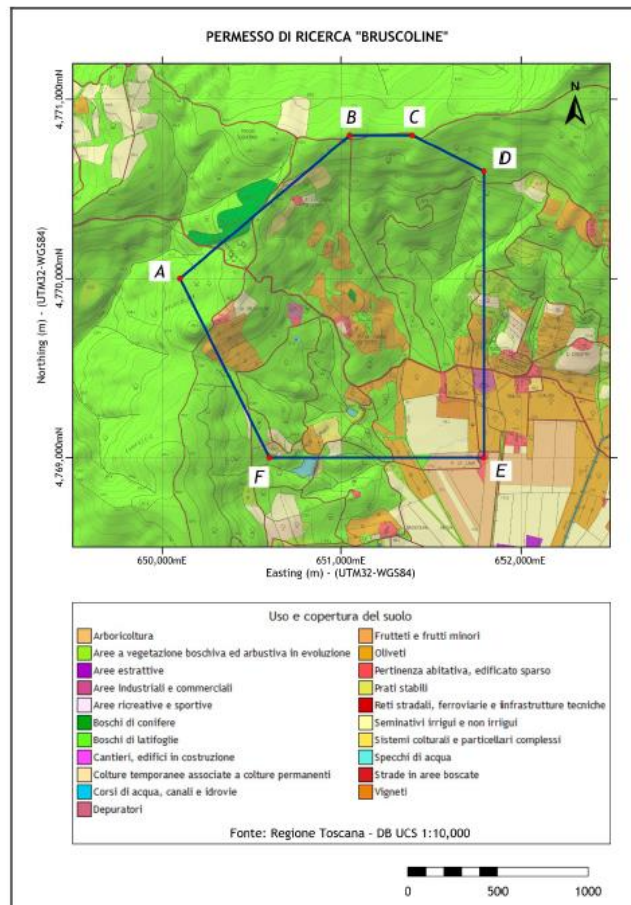 PERMESSO DI RICERCA "BRUSCOLINE"
4,771,000mN
4,770,000mN
4,769,000mN
Northing (m) - (UTM32-WGS84)
N
A
B
C
D
E
F
650,000mE
651,000mE
652,000mE
Easting (m) - (UTM32-WGS84)
Uso e copertura del suolo
Arboricoltura
Aree a vegetazione boschiva ed arbustiva in evoluzione
Aree estrattive
Aree industriali e commerciali
Aree ricreative e sportive
Boschi di conifere
Boschi di latifoglie
Cantieri, edifici in costruzione
Colture temporanee associate a colture permanenti
Corsi di acqua, canali e idrovie
Depuratori
Frutteti e frutti minori
Oliveti
Pertinenza abitativa, edificato sparso
Prati stabili
Reti stradali, ferroviarie e iinfrastrutture tecniche
Seminativi irrigui e non irrigui
Sistemi colturali e particellari complessi
Specchi di acqua
Strade in aree boscate
Vigneti
Fonte: Regione Toscana - DB UCS 1:10,000
0 500 1000